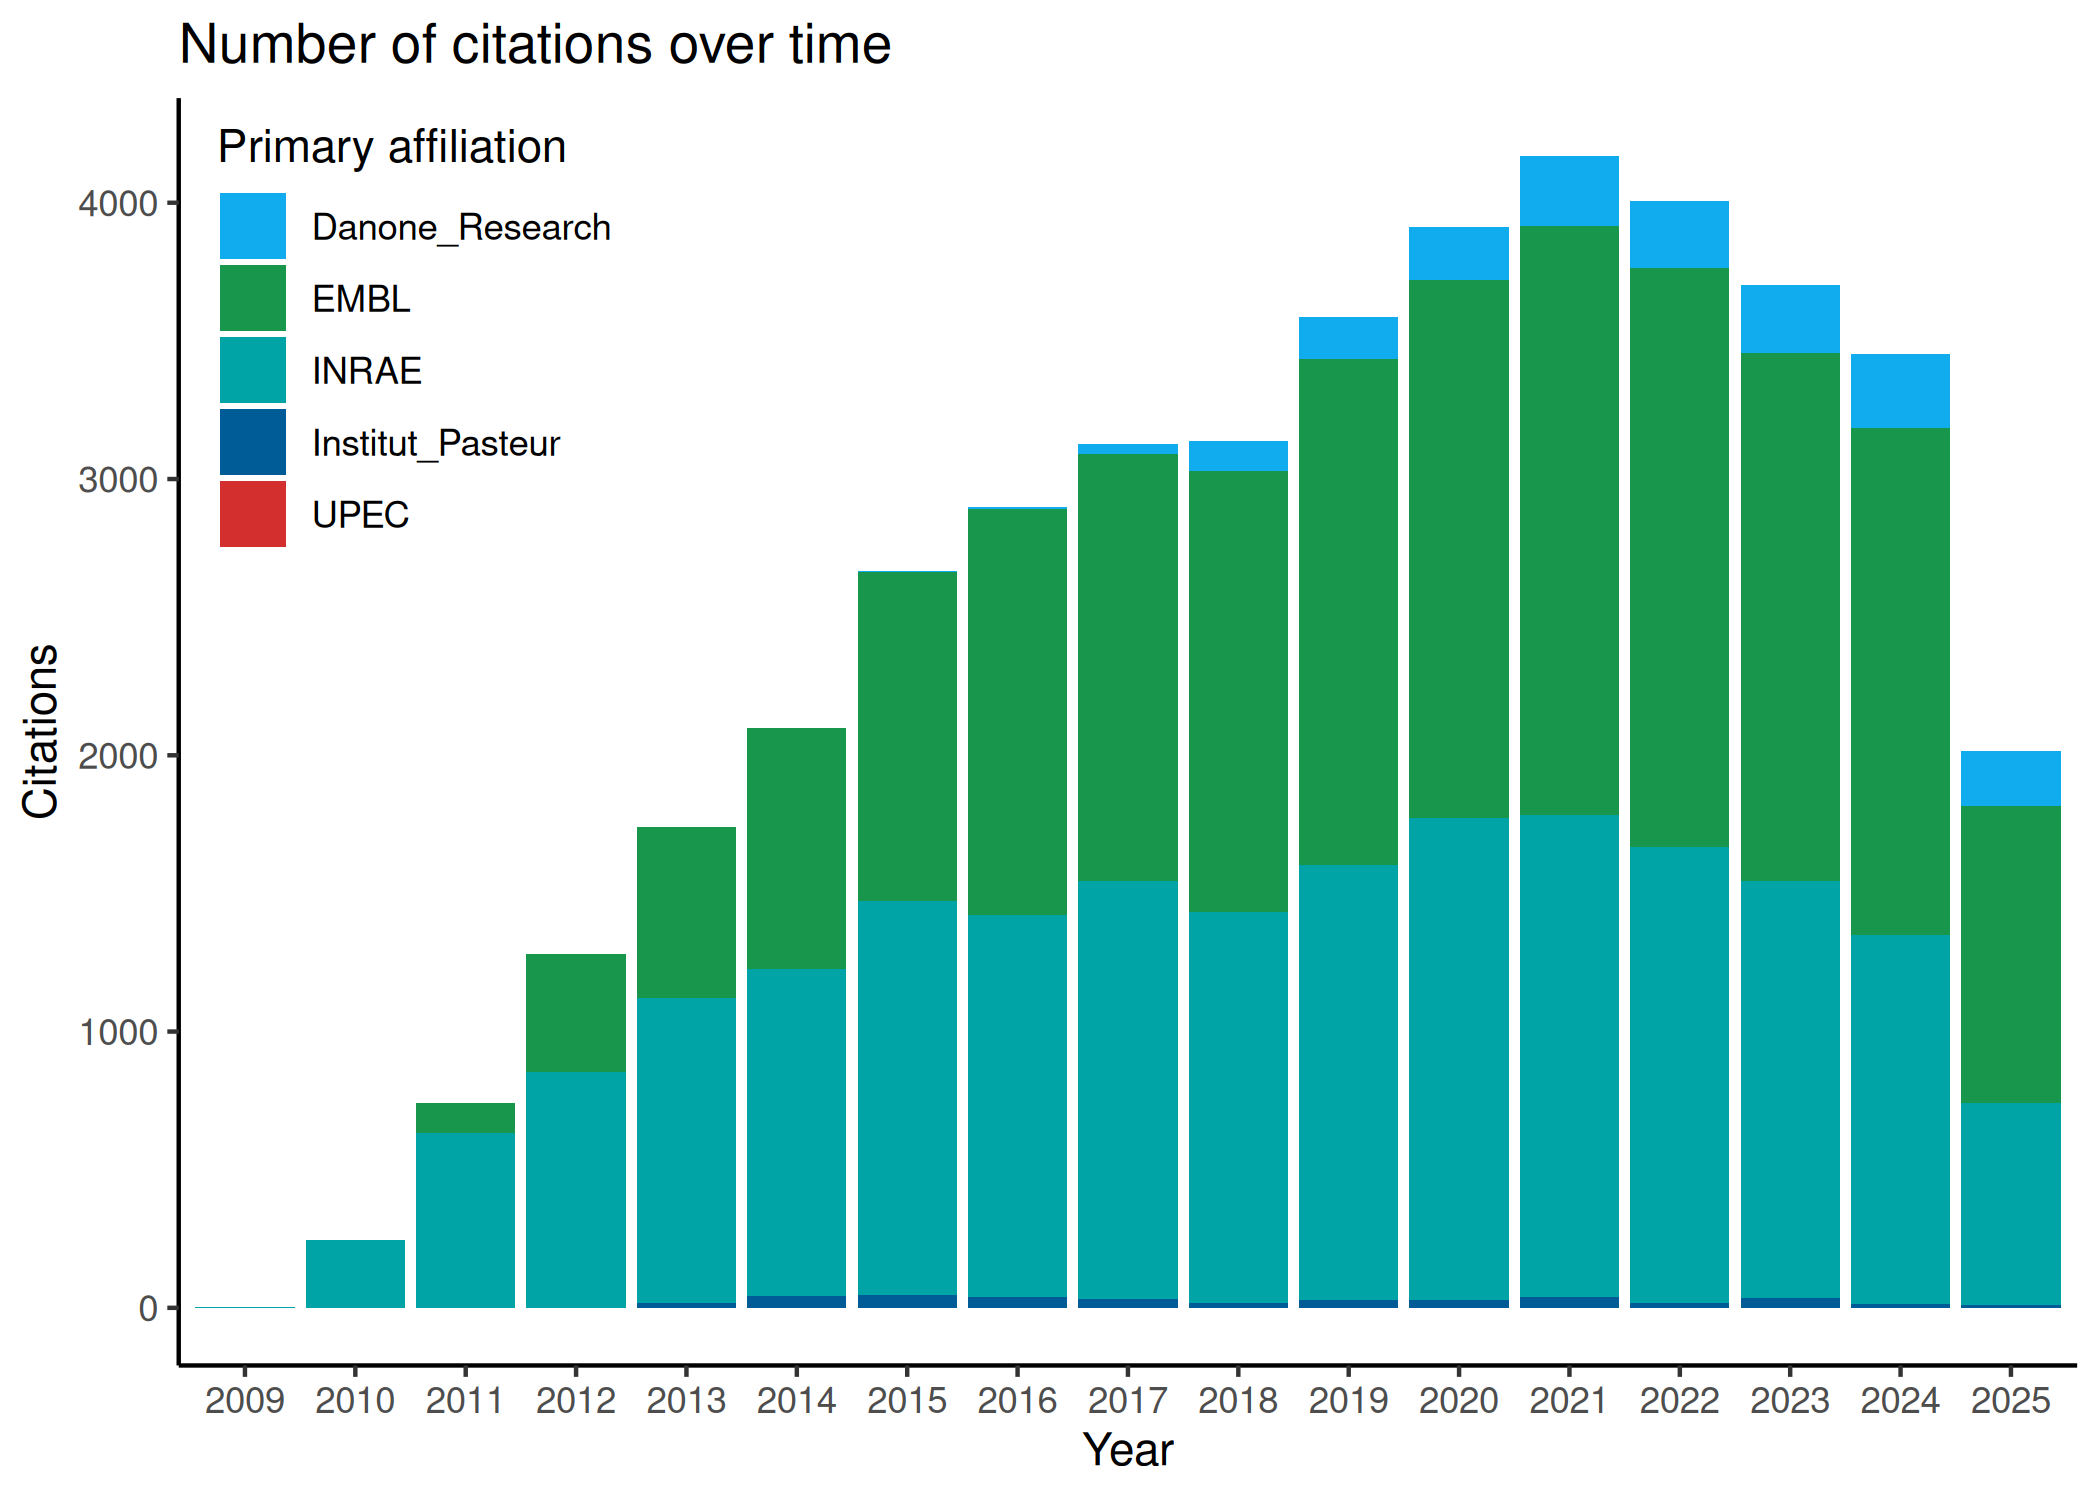 Number of citations over time
Primary affiliation
Danone_Research
EMBL
INRAE
Institut_Pasteur
UPEC
Citations
4000
3000
2000
1000
0
2009 2010 2011 2012 2013 2014 2015 2016 2017 2018 2019 2020 2021 2022 2023 2024 2025
Year